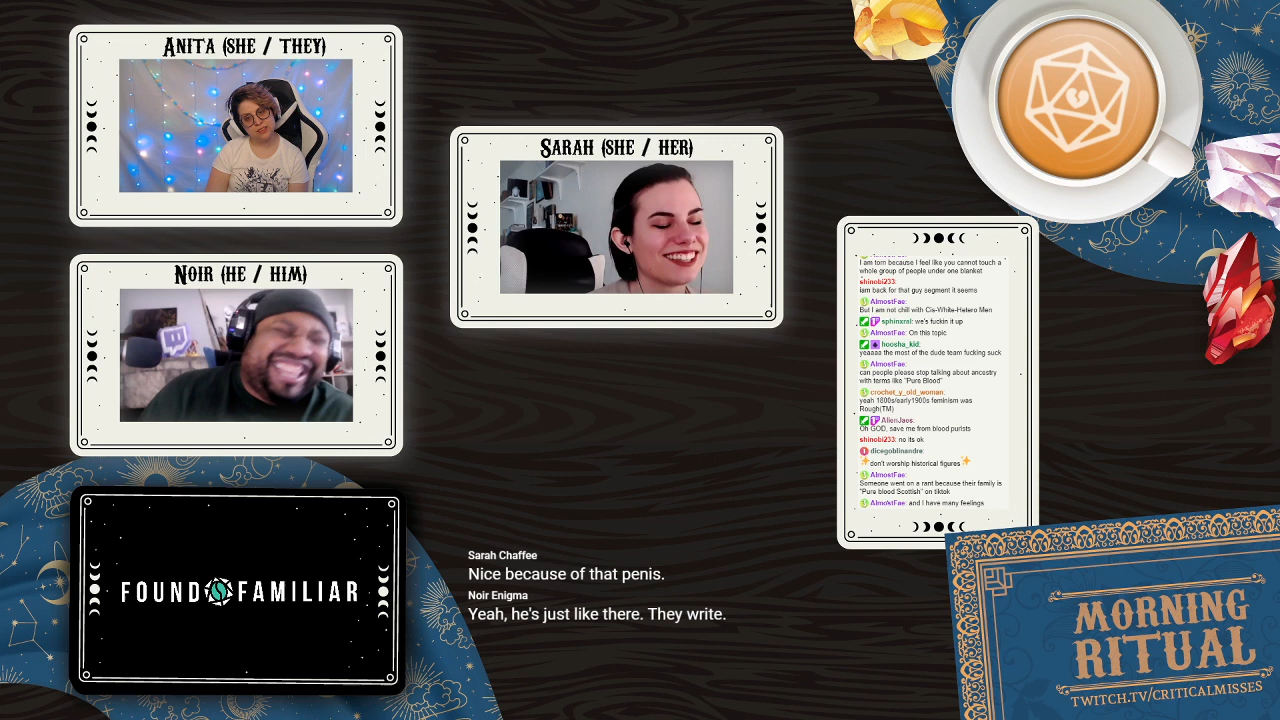 ANITA (SHE / THEY)
SARAH (SHE / HER)
NOIR (HE / HIM)
I am torn because I feel like you cannot touch a
whole group of people under one blanket
shinobi233:
iam back for that guy segment it seems
AlmostFae:
But I am not chill with Cis-White-Hetero Men
sphinxral: we's fuckin it up
AlmostFae: On this topic
hoosha_kid:
yeaaaa the most of the dude team fucking suck
AlmostFae:
can people please stop talking about ancestry
with terms like "Pure Blood"
crochet_y_old_woman:
yeah 1800s/early1900s feminism was
Rough(TM)
AlienJaos:
Oh GOD, save me from blood purists
shinobi233: no its ok
dicegoblinandre:
✨don't worship historical figures✨
AlmostFae:
Someone went on a rant because their family is
"Pure blood Scottish" on tiktok
AlmostFae: and I have many feelings
FOUND FAMILIAR
Sarah Chaffee
Nice because of that penis.
Noir Enigma
Yeah, he's just like there. They write.
MORNING
RITUAL
TWITCH.TV/CRITICALMISSES